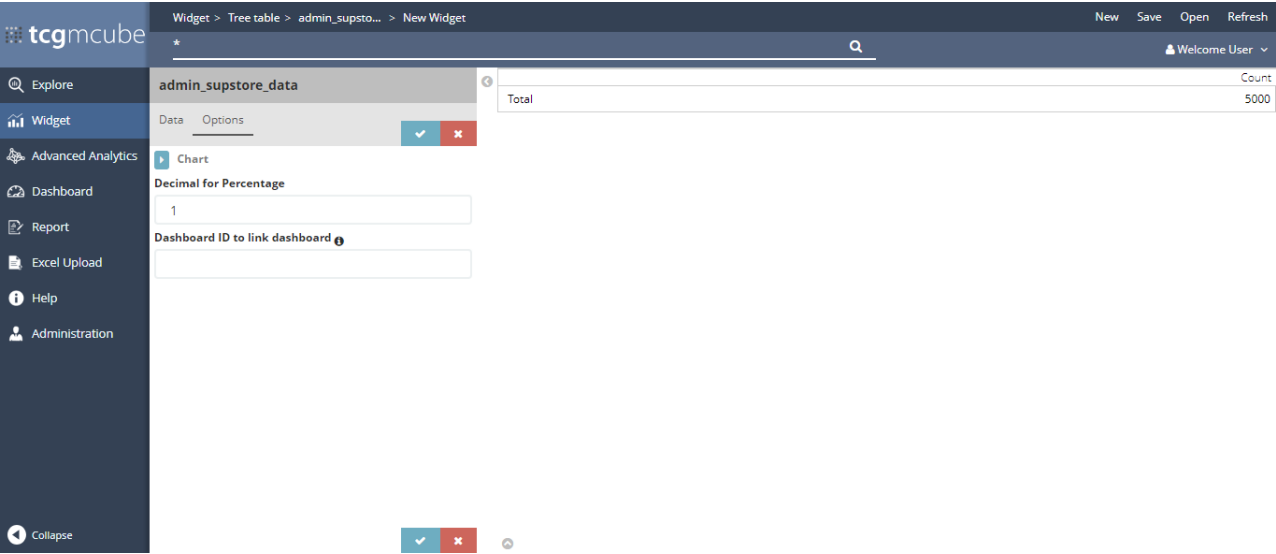 tcgmcube
Widget > Tree table > admin_supsto... > New Widget
New Save Open Refresh
*
Welcome User
Explore
Widget
Advanced Analytics
Dashboard
Report
Excel Upload
Help
Administration
Collapse
admin_supstore_data
Data Options
Chart
Decimal for Percentage
1
Dashboard ID to link dashboard
Count
Total 5000